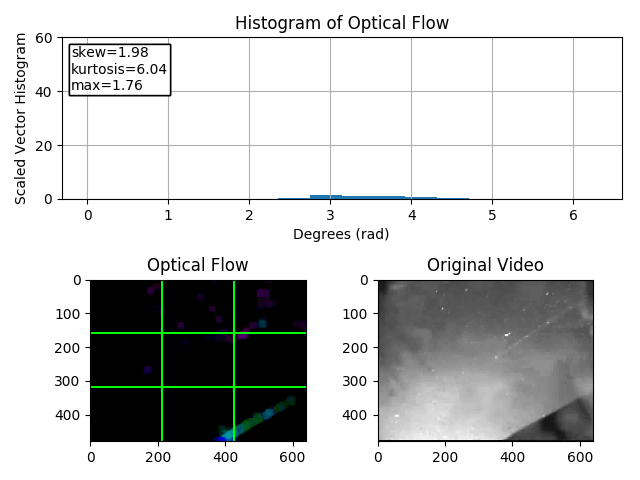 Histogram of Optical Flow
Scaled Vector Histogram
60
40
20
0
skew=1.98
kurtosis=6.04
max=1.76
0 1 2 3 4 5 6
Degrees (rad)
Optical Flow
0
100
200
300
400
0 200 400 600
Original Video
0
100
200
300
400
0 200 400 600